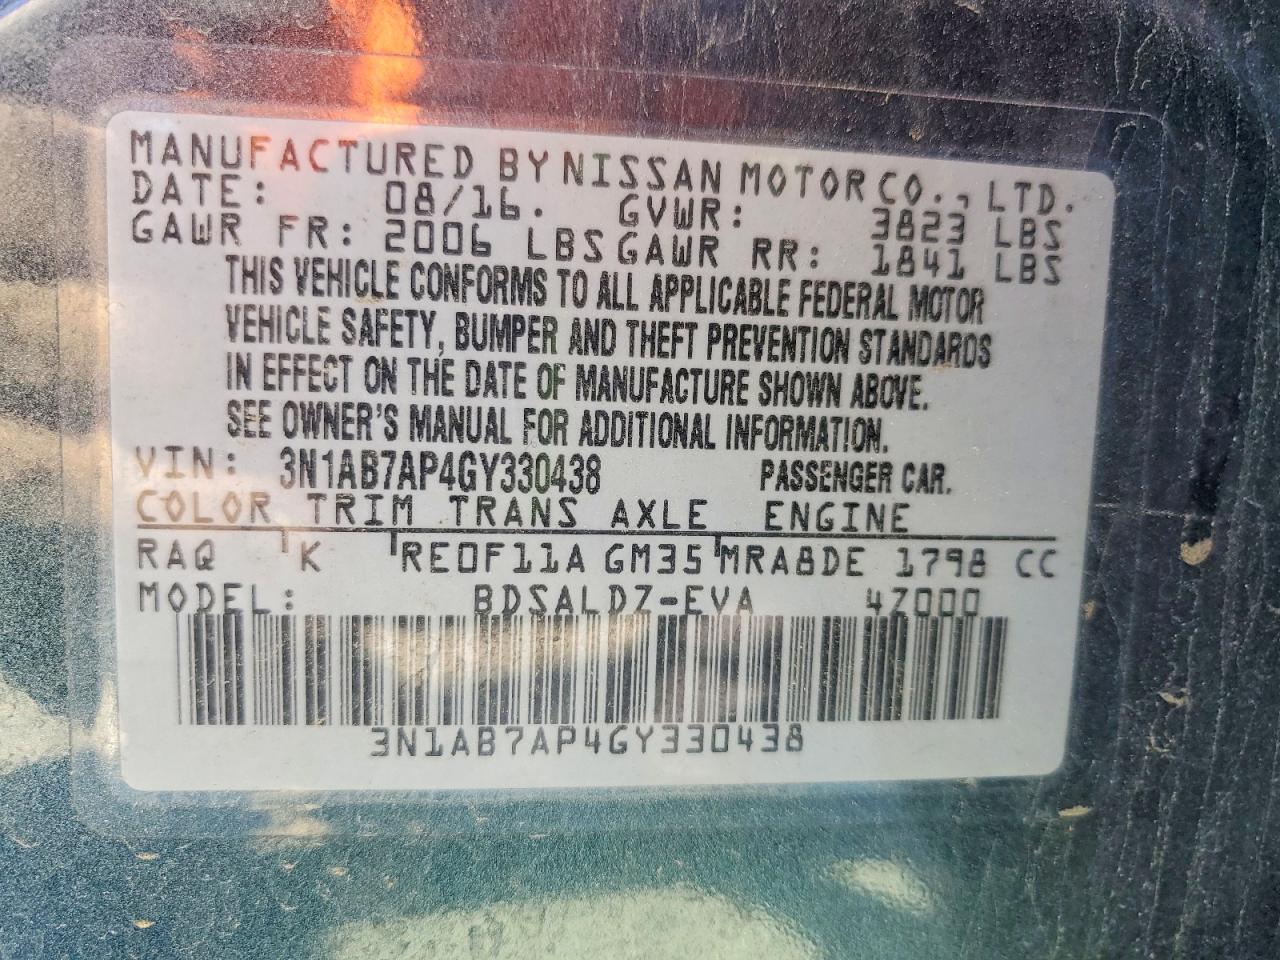 MANUFACTURED BY NISSAN MOTOR CO., LTD.
DATE: 08/16. GVWR: 3823 LBS
GAWR FR: 2006 LBS GAWR RR: 1841 LBS
THIS VEHICLE CONFORMS TO ALL APPLICABLE FEDERAL MOTOR
VEHICLE SAFETY, BUMPER AND THEFT PREVENTION STANDARDS
IN EFFECT ON THE DATE OF MANUFACTURE SHOWN ABOVE.
SEE OWNER'S MANUAL FOR ADDITIONAL INFORMATION.
VIN: 3N1AB7AP4GY330438 PASSENGER CAR.
COLOR TRIM TRANS AXLE ENGINE
RAQ K RE0F11A GM35 MRA8DE 1798 CC
MODEL: BDSALDZ-EVA 47000
3N1AB7AP4GY330438